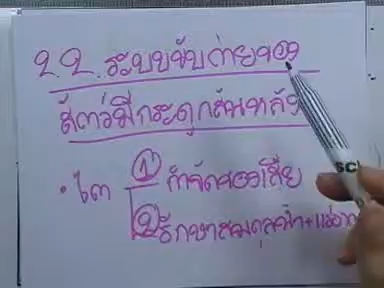 2.2. ระบบขับถ่ายของ
สัตว์มีกระดูกสันหลัง
• ไต ① กำจัดของเสีย
② รักษาสมดุลน้ำ+แร่ธาตุ